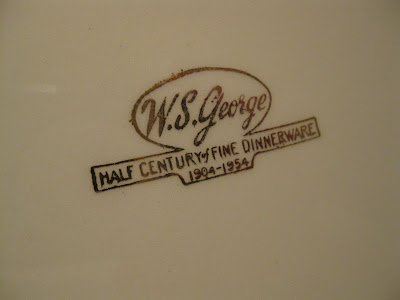 W.S. George
HALF CENTURY of FINE DINNERWARE
1904-1954